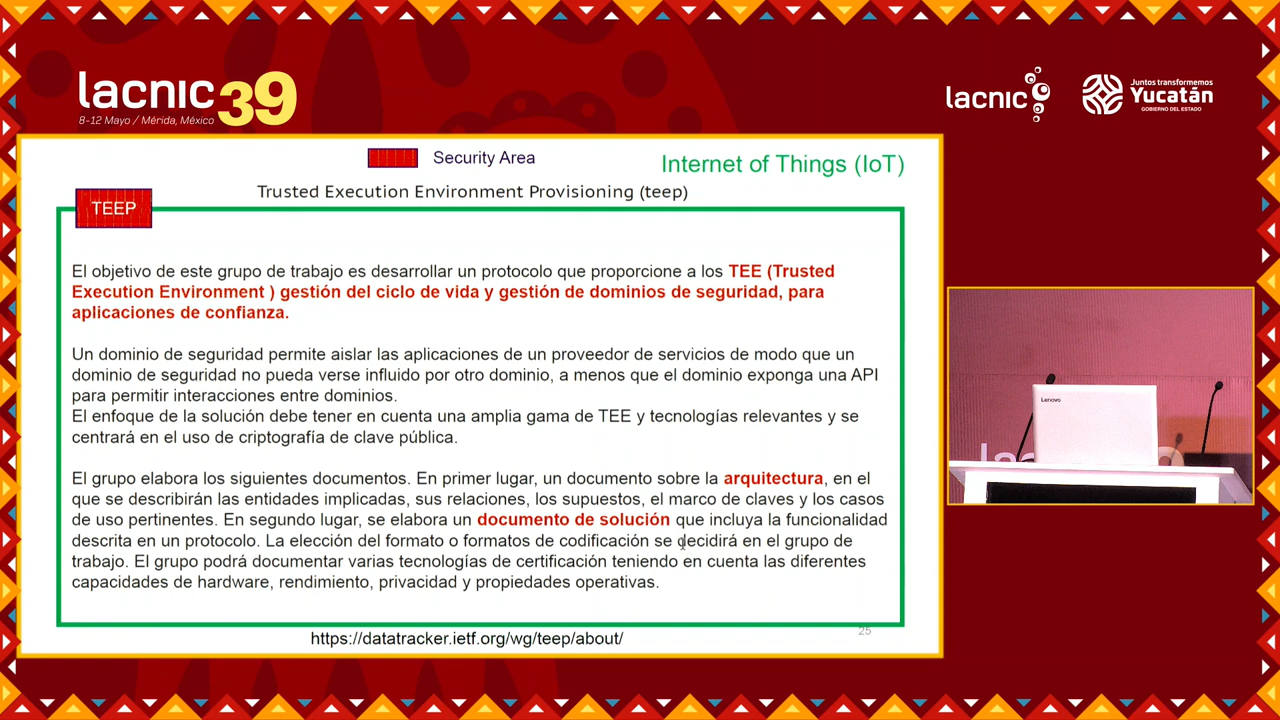 lacnic 39
8-12 Mayo / Mérida, México
lacnic
Juntos transformemos
Yucatán
GOBIERNO DEL ESTADO
Security Area
Internet of Things (IoT)
Trusted Execution Environment Provisioning (teep)
TEEP
El objetivo de este grupo de trabajo es desarrollar un protocolo que proporcione a los TEE (Trusted
Execution Environment ) gestión del ciclo de vida y gestión de dominios de seguridad, para
aplicaciones de confianza.
Un dominio de seguridad permite aislar las aplicaciones de un proveedor de servicios de modo que un
dominio de seguridad no pueda verse influido por otro dominio, a menos que el dominio exponga una API
para permitir interacciones entre dominios.
El enfoque de la solución debe tener en cuenta una amplia gama de TEE y tecnologías relevantes y se
centrará en el uso de criptografía de clave pública.
El grupo elabora los siguientes documentos. En primer lugar, un documento sobre la arquitectura, en el
que se describirán las entidades implicadas, sus relaciones, los supuestos, el marco de claves y los casos
de uso pertinentes. En segundo lugar, se elabora un documento de solución que incluya la funcionalidad
descrita en un protocolo. La elección del formato o formatos de codificación se decidirá en el grupo de
trabajo. El grupo podrá documentar varias tecnologías de certificación teniendo en cuenta las diferentes
capacidades de hardware, rendimiento, privacidad y propiedades operativas.
25
https://datatracker.ietf.org/wg/teep/about/
Lenovo